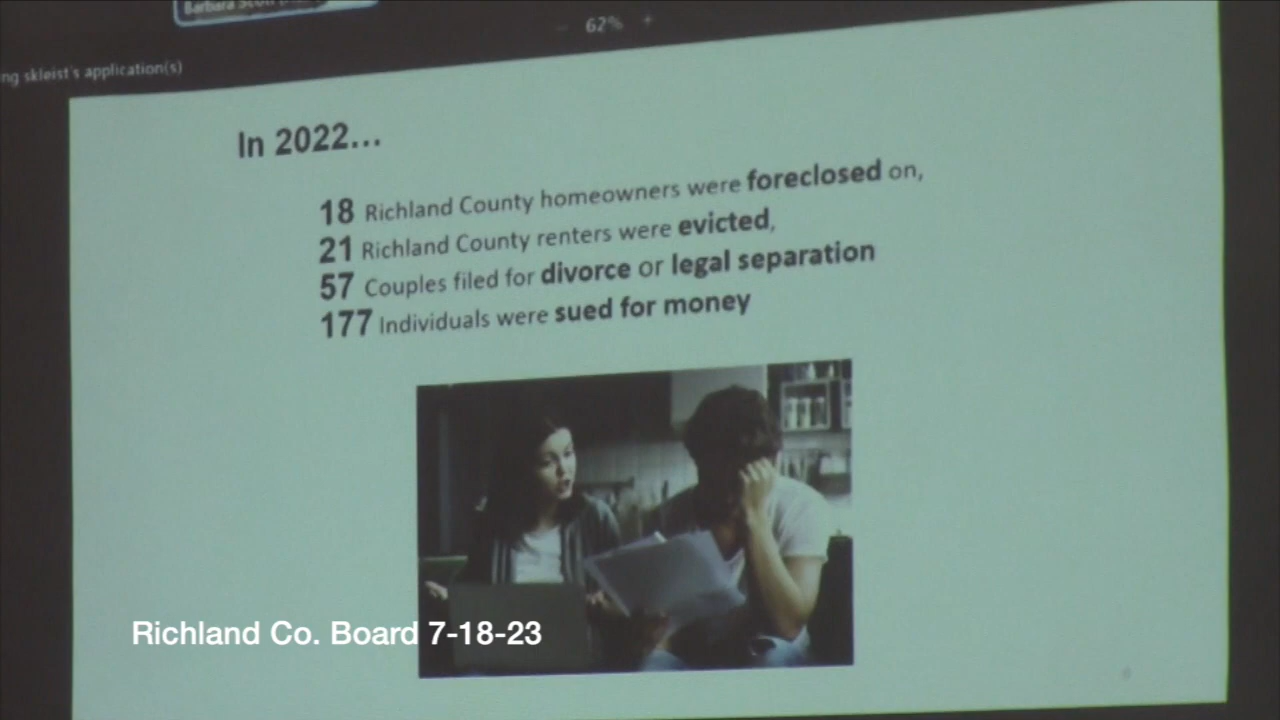 Barbara
62% +
ng skleist's application(s)
In 2022...
18 Richland County homeowners were foreclosed on,
21 Richland County renters were evicted,
57 Couples filed for divorce or legal separation
177 Individuals were sued for money
Richland Co. Board 7-18-23